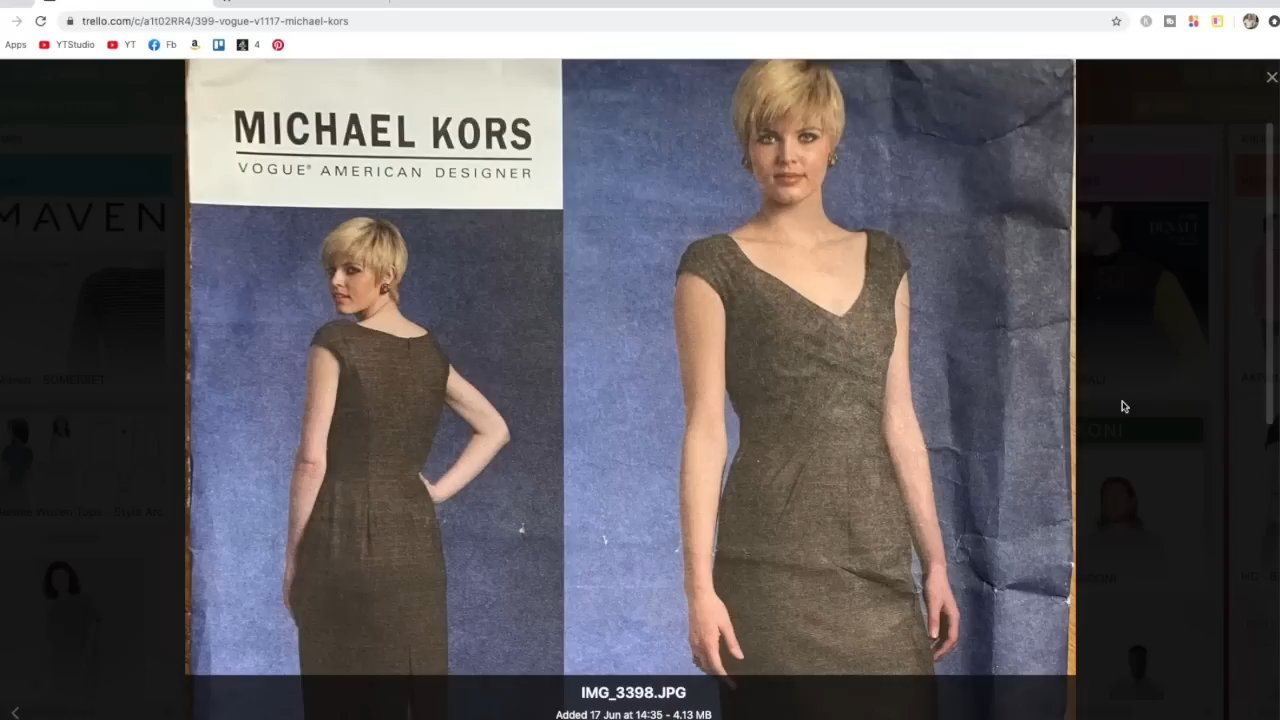 trello.com/c/a1t02RR4/399-vogue-v1117-michael-kors
Apps YTStudio YT Fb 4
MICHAEL KORS
VOGUE® AMERICAN DESIGNER
MAVEN
DENALI
IMG_3398.JPG
Added 17 Jun at 14:35 - 4.13 MB